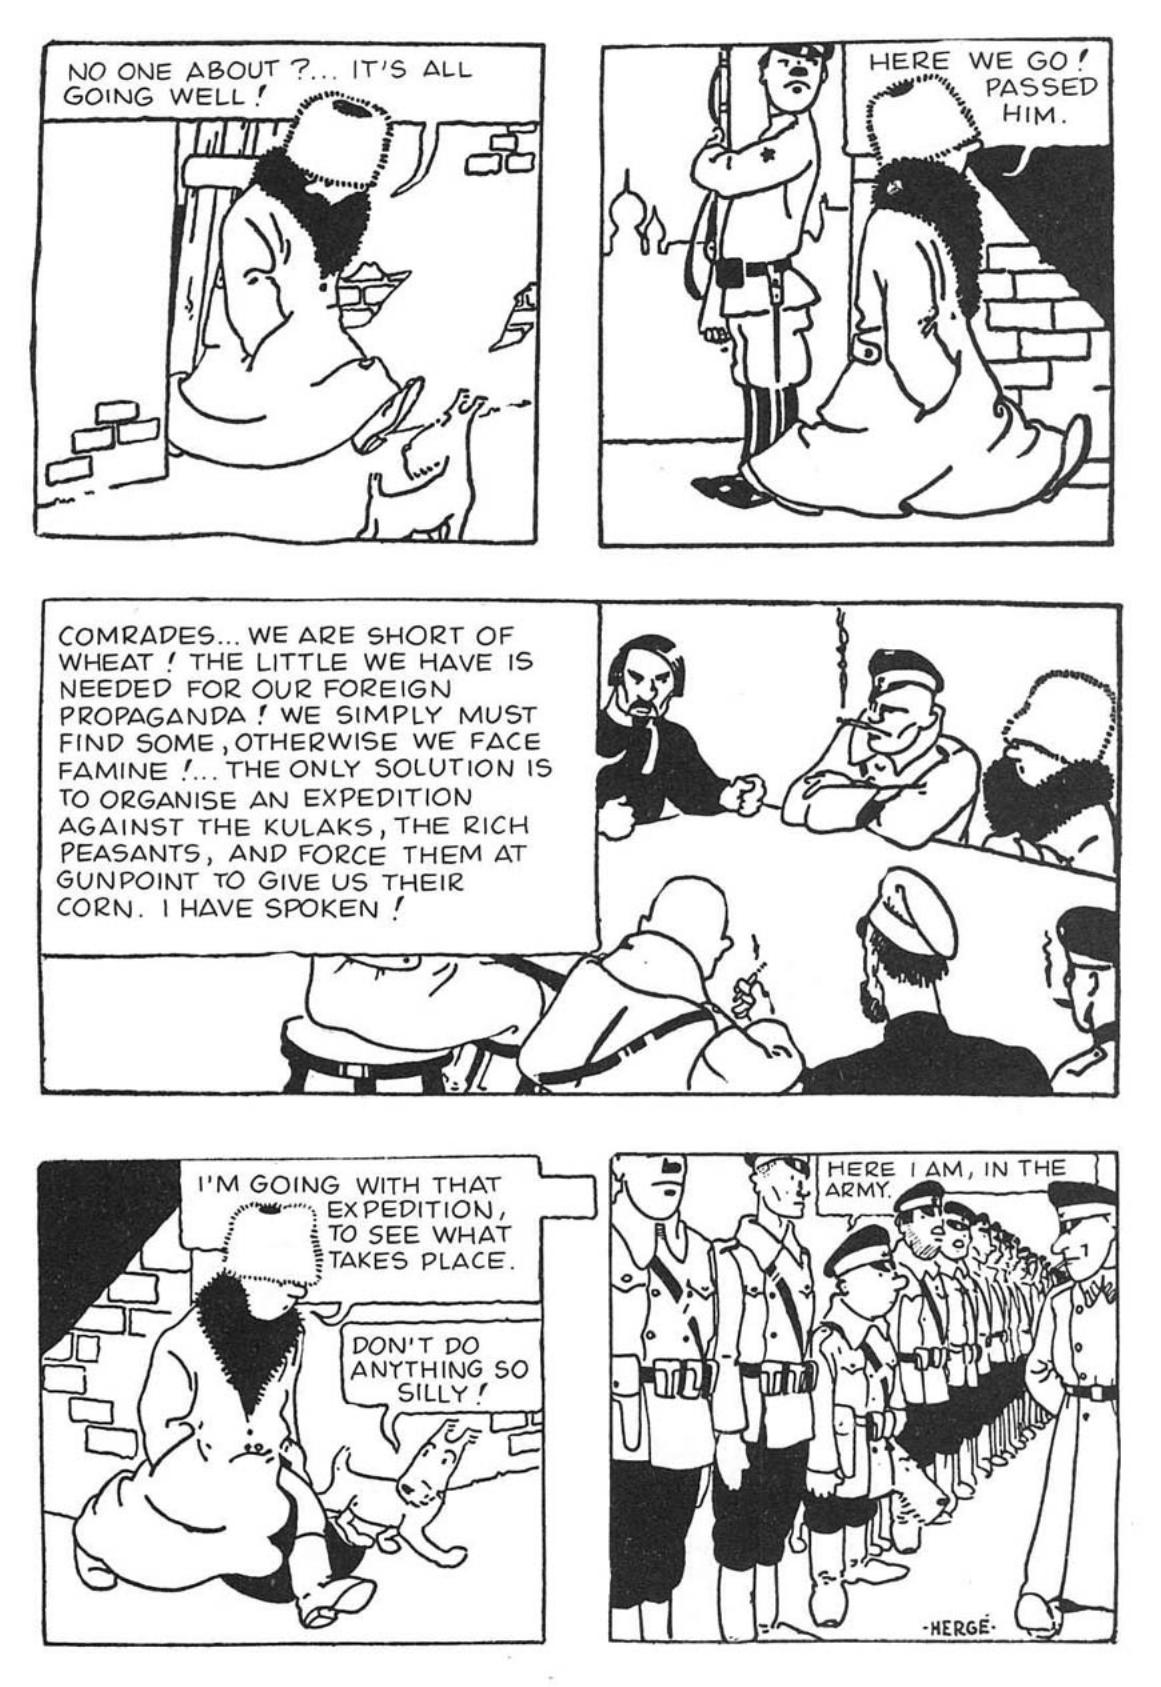 NO ONE ABOUT ?... IT'S ALL
GOING WELL!
HERE WE GO!
PASSED
HIM.
COMRADES... WE ARE SHORT OF
WHEAT! THE LITTLE WE HAVE IS
NEEDED FOR OUR FOREIGN
PROPAGANDA! WE SIMPLY MUST
FIND SOME, OTHERWISE WE FACE
FAMINE!... THE ONLY SOLUTION IS
TO ORGANISE AN EXPEDITION
AGAINST THE KULAKS, THE RICH
PEASANTS, AND FORCE THEM AT
GUNPOINT TO GIVE US THEIR
CORN. I HAVE SPOKEN!
I'M GOING WITH THAT
EXPEDITION,
TO SEE WHAT
TAKES PLACE.
DON'T DO
ANYTHING SO
SILLY!
HERE I AM, IN THE
ARMY.
-HERGÉ-